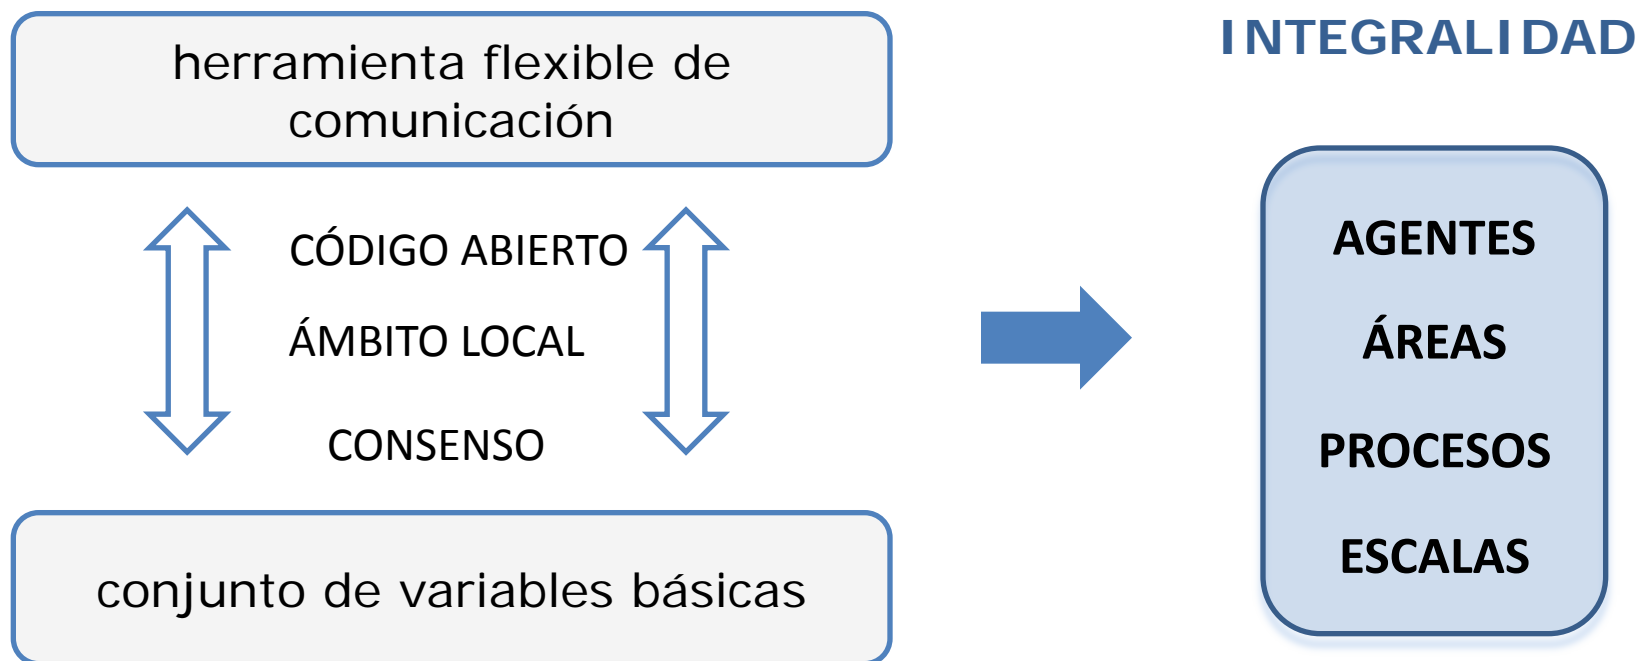 herramienta flexible de
comunicación
CÓDIGO ABIERTO
ÁMBITO LOCAL
CONSENSO
conjunto de variables básicas
INTEGRALIDAD
AGENTES
ÁREAS
PROCESOS
ESCALAS